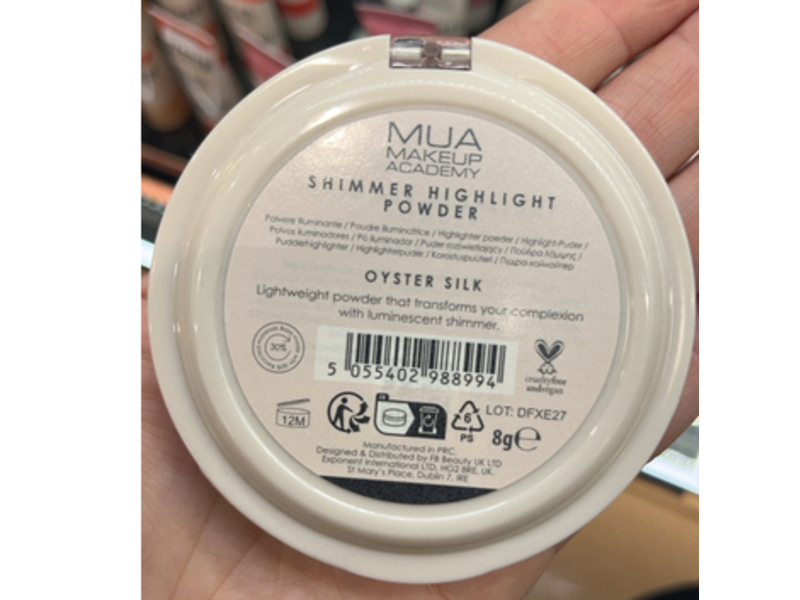 MUA
MAKEUP
ACADEMY
SHIMMER HIGHLIGHT
POWDER
Polvere Illuminante / Poudre Illuminatrice / Highlighter powder / Highlight-Puder /
Polvos Iluminadores / Pó Iluminador / Puder rozświetlający / Πούδρα λάμψης /
Puddelhighlighter / Highlighterpuder / Korostuspuuteri / Пудра-хайлайтер
OYSTER SILK
Lightweight powder that transforms your complexion
with luminescent shimmer.
30%
5 055402 988994
crueltyfree
andvegan
12M
6
PS
LOT: DFXE27
8g℮
Manufactured in PRC.
Designed & Distributed by FB Beauty UK LTD
Exponent International LTD, HG2 8RE, UK.
St Mary's Place, Dublin 7, IRE